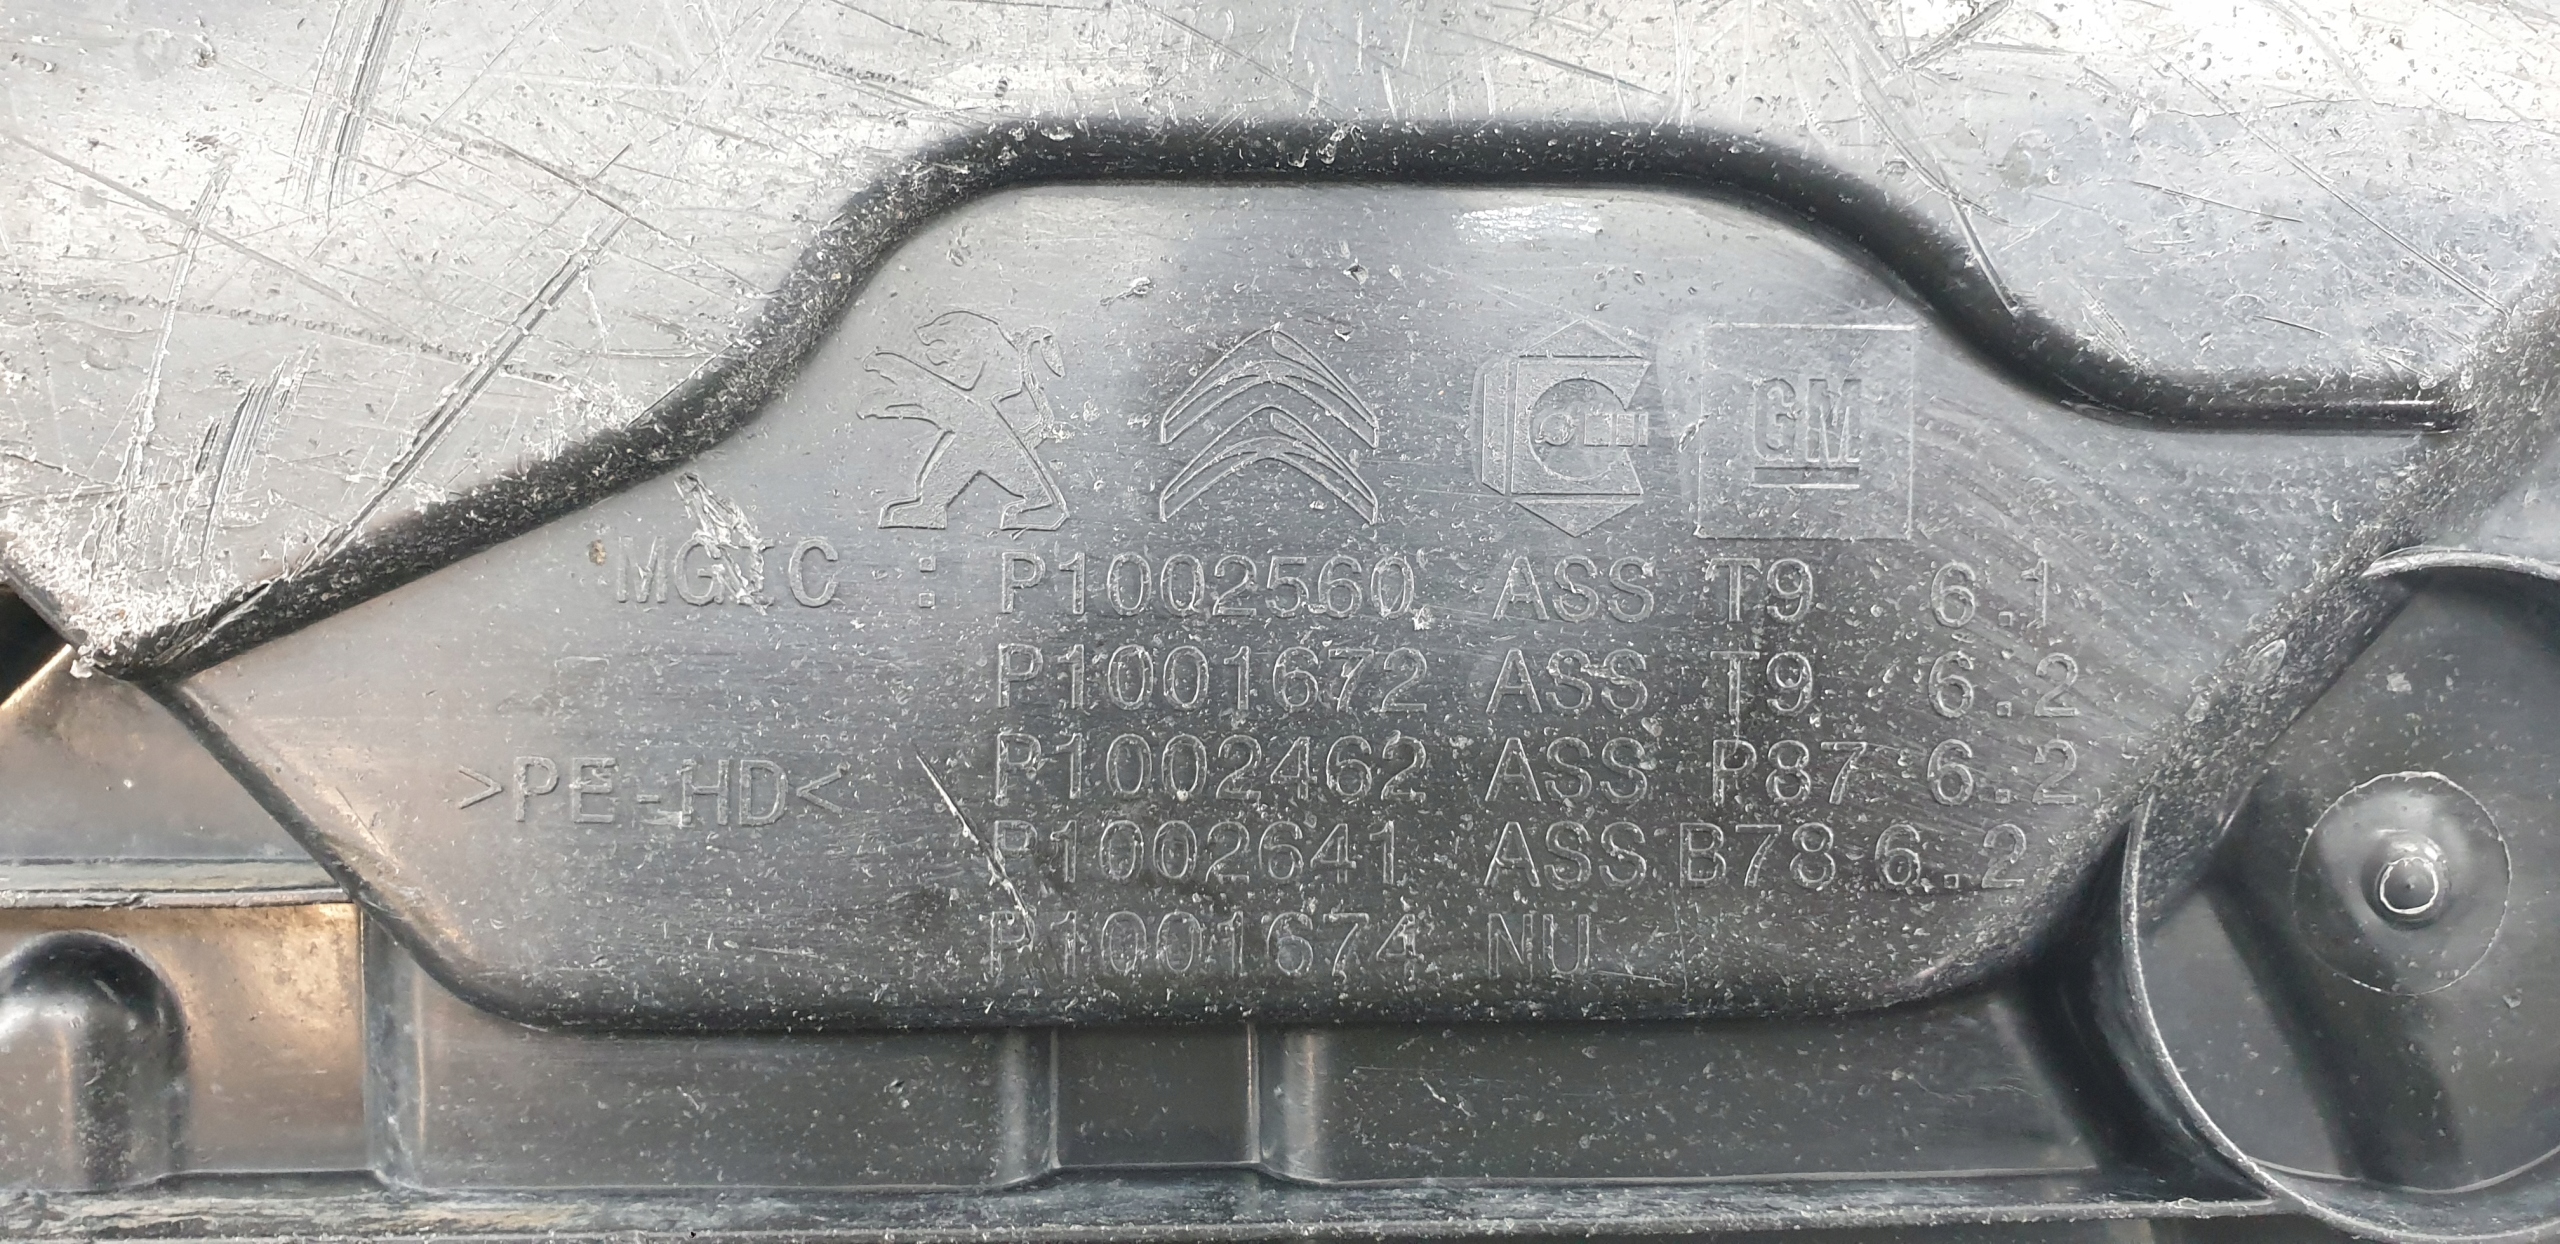 GM
MGIC : P1002560 ASS T9 6.1
P1001672 ASS T9 6.2
P1002462 ASS P87 6.2
>PE-HD<
P1002641 ASS B78 6.2
P1001674 NU